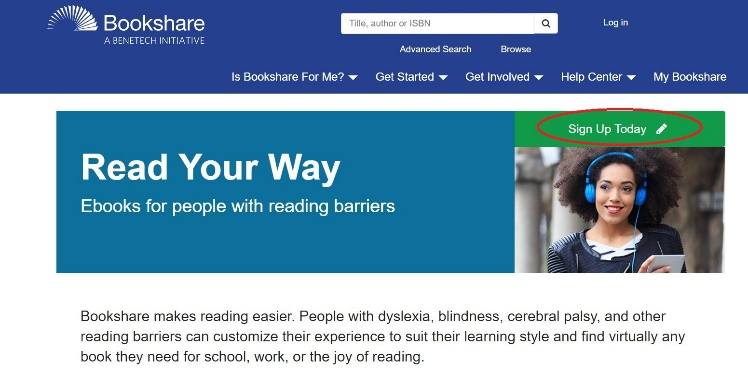 Bookshare
A BENETECH INITIATIVE
Title, author or ISBN
Log in
Advanced Search
Browse
Is Bookshare For Me?
Get Started
Get Involved
Help Center
My Bookshare
Sign Up Today
Read Your Way
Ebooks for people with reading barriers
Bookshare makes reading easier. People with dyslexia, blindness, cerebral palsy, and other
reading barriers can customize their experience to suit their learning style and find virtually any
book they need for school, work, or the joy of reading.